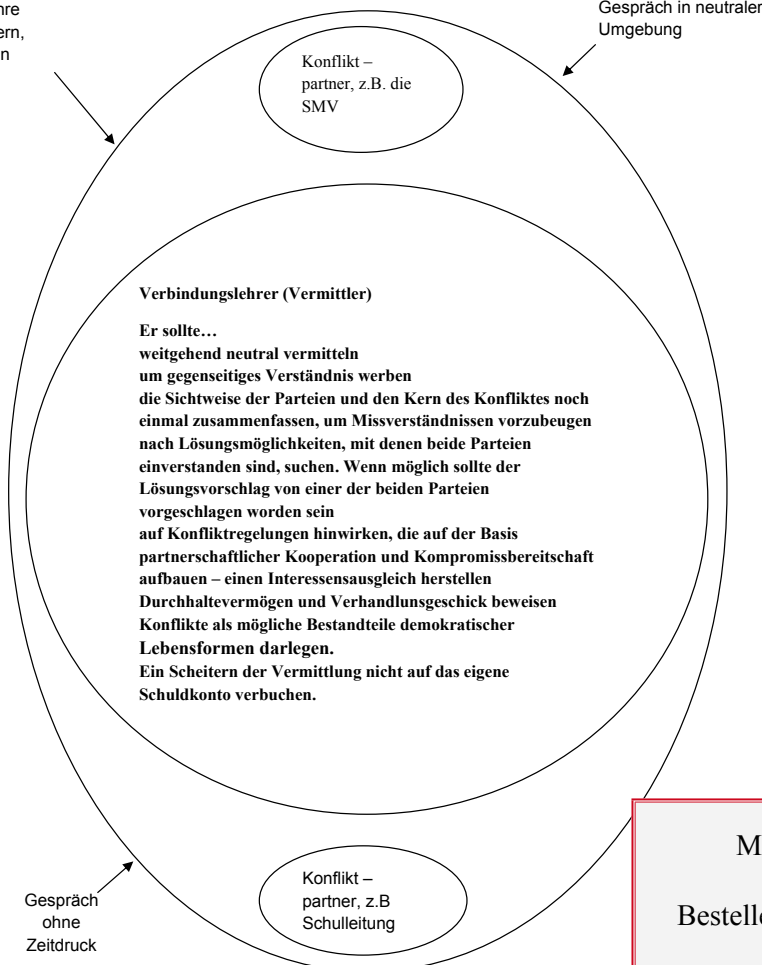 ern,
Gespräch in neutraler
Umgebung
Konflikt –
partner, z.B. die
SMV
Verbindungslehrer (Vermittler)
Er sollte…
weitgehend neutral vermitteln
um gegenseitiges Verständnis werben
die Sichtweise der Parteien und den Kern des Konfliktes noch
einmal zusammenfassen, um Missverständnissen vorzubeugen
nach Lösungsmöglichkeiten, mit denen beide Parteien
einverstanden sind, suchen. Wenn möglich sollte der
Lösungsvorschlag von einer der beiden Parteien
vorgeschlagen worden sein
auf Konfliktregelungen hinwirken, die auf der Basis
partnerschaftlicher Kooperation und Kompromissbereitschaft
aufbauen – einen Interessensausgleich herstellen
Durchhaltevermögen und Verhandlunsgeschick beweisen
Konflikte als mögliche Bestandteile demokratischer
Lebensformen darlegen.
Ein Scheitern der Vermittlung nicht auf das eigene
Schuldkonto verbuchen.
Gespräch
ohne
Zeitdruck
Konflikt –
partner, z.B
Schulleitung
M
Bestell